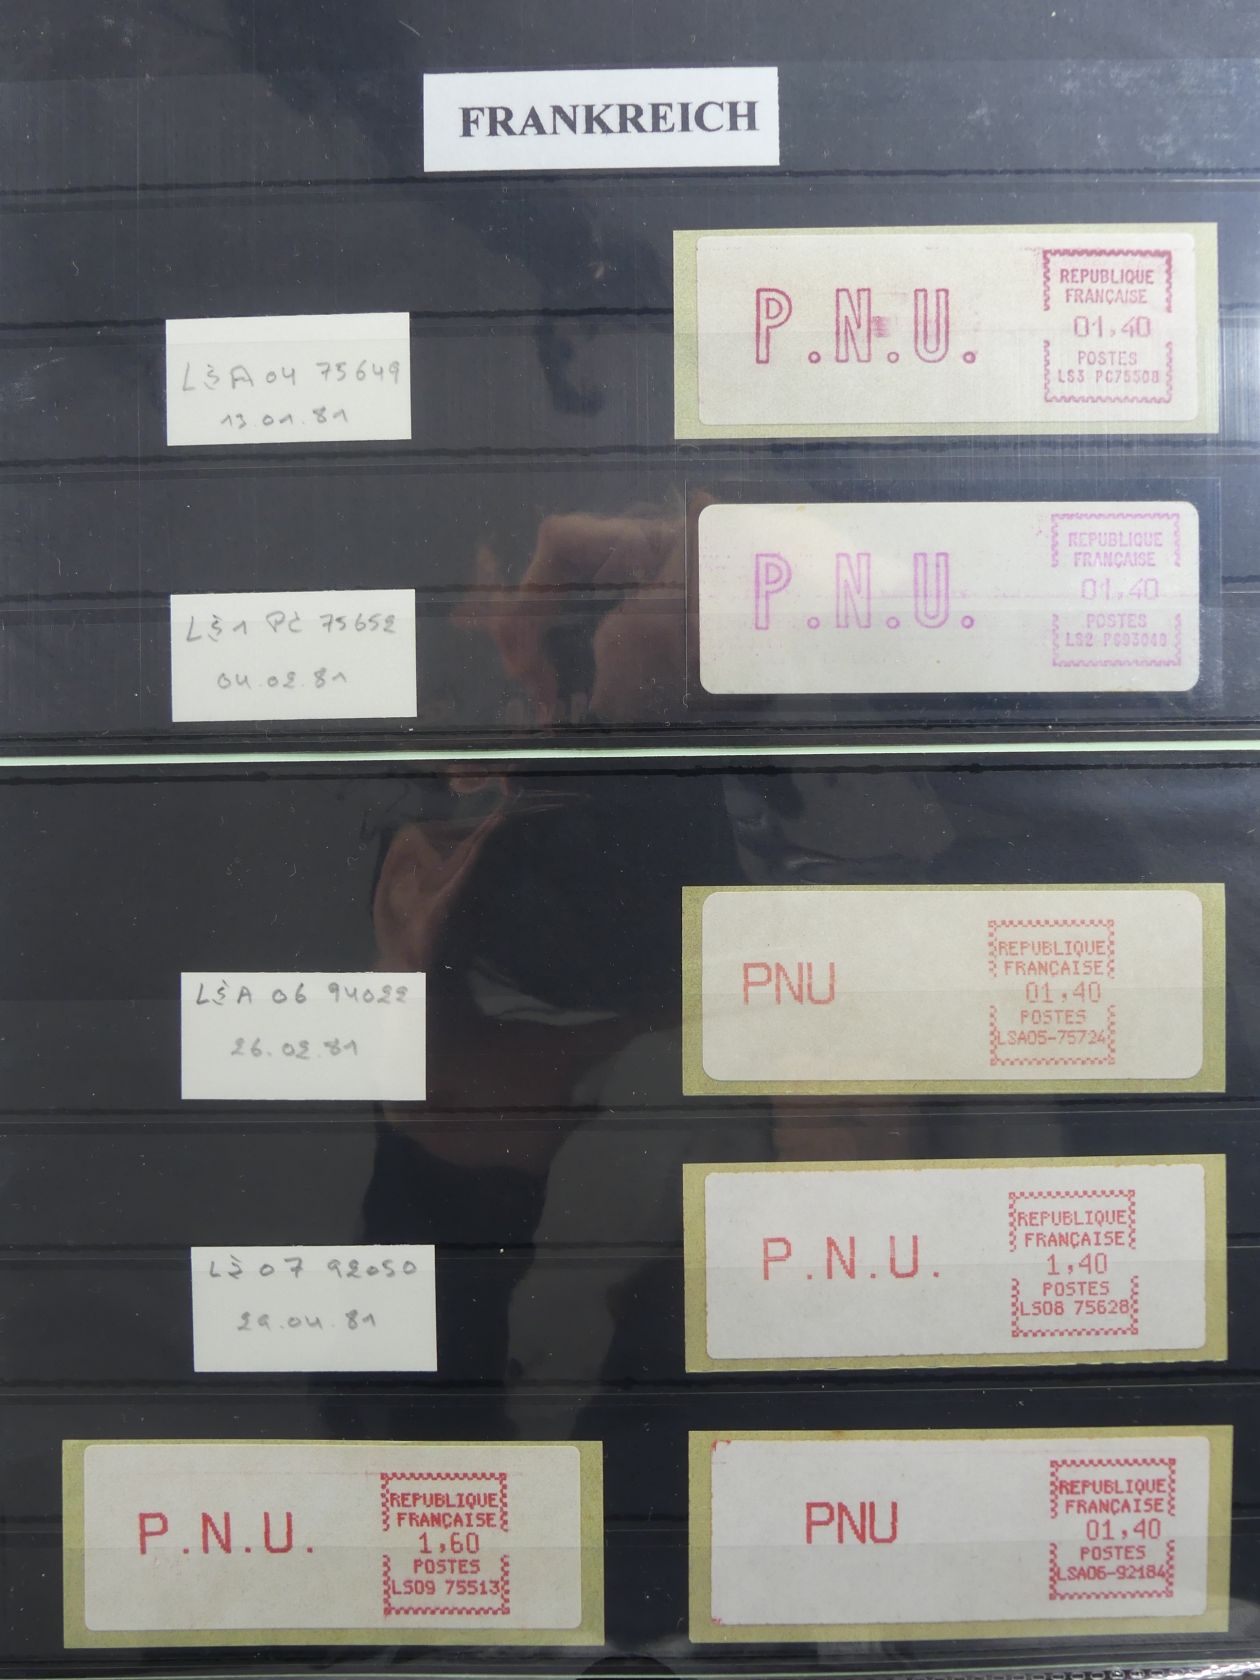 FRANKREICH
P.N.U.
REPUBLIQUE
FRANÇAISE
01,40
POSTES
LS3 PC75508
LS A 04 75649
13.01.81
P.N.U.
REPUBLIQUE
FRANÇAISE
01,40
POSTES
LS2
LS 1 PC 75652
04.02.81
PNU
REPUBLIQUE
FRANÇAISE
01,40
POSTES
LSA05-75724
LS A 06 94022
26.02.81
P.N.U.
REPUBLIQUE
FRANÇAISE
1,40
POSTES
LS08 75628
LS 07 92050
29.04.81
P.N.U.
REPUBLIQUE
FRANÇAISE
1,60
POSTES
LS09 75513
PNU
REPUBLIQUE
FRANÇAISE
01,40
POSTES
LSA06-92184